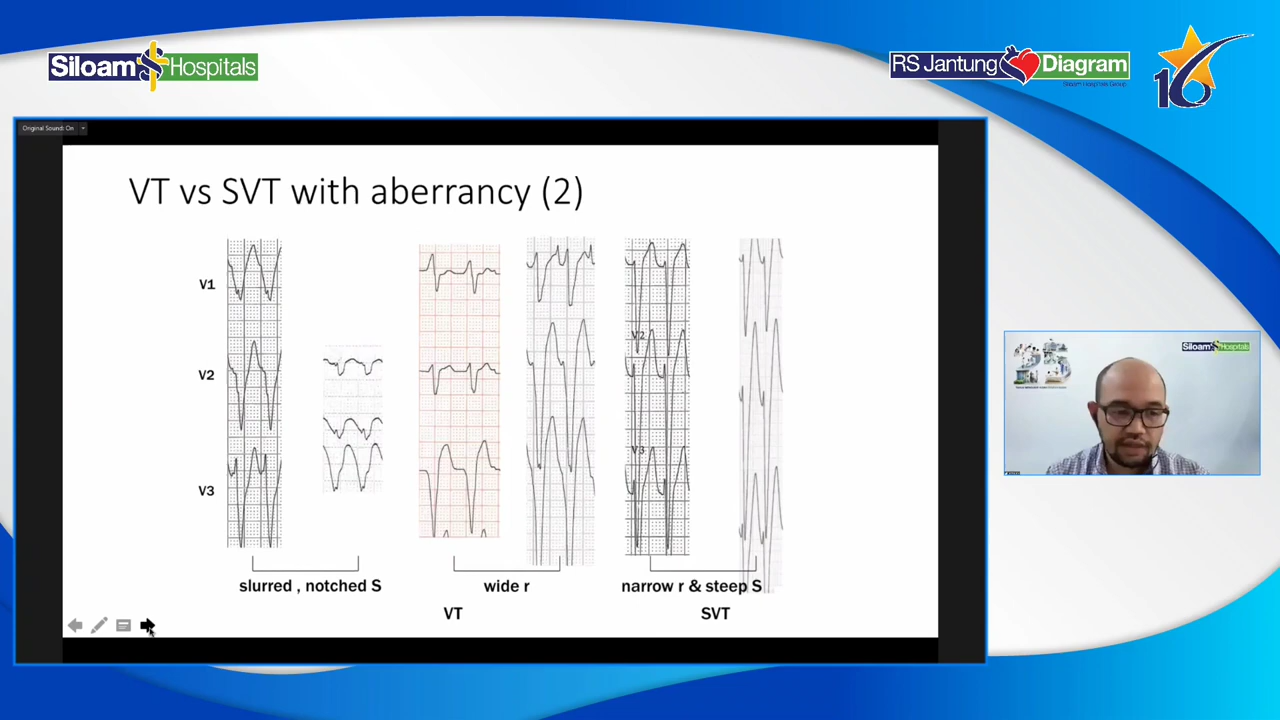 Siloam Hospitals
RS Jantung Diagram
Siloam Hospitals Group
16
Original Sound: On
VT vs SVT with aberrancy (2)
V1
V2
V3
V2
V3
slurred , notched S
wide r
narrow r & steep S
VT
SVT
Siloam Hospitals